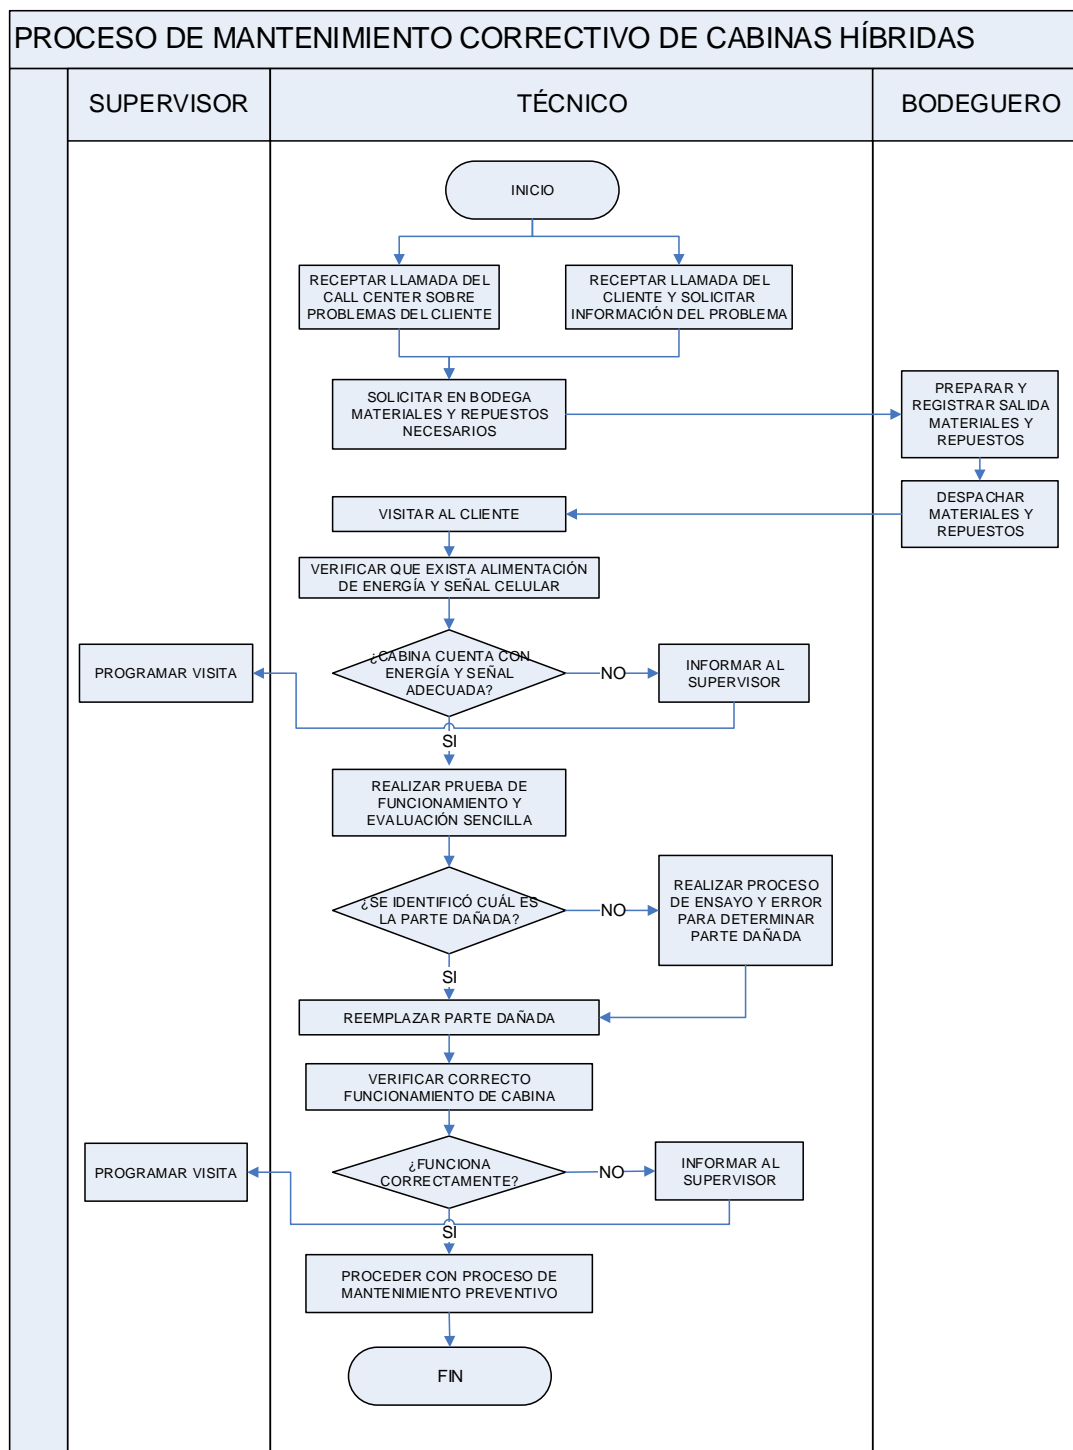 PROCESO DE MANTENIMIENTO CORRECTIVO DE CABINAS HÍBRIDAS
SUPERVISOR
TÉCNICO
BODEGUERO
INICIO
RECEPTAR LLAMADA DEL
CALL CENTER SOBRE
PROBLEMAS DEL CLIENTE
RECEPTAR LLAMADA DEL
CLIENTE Y SOLICITAR
INFORMACIÓN DEL PROBLEMA
SOLICITAR EN BODEGA
MATERIALES Y REPUESTOS
NECESARIOS
PREPARAR Y
REGISTRAR SALIDA
MATERIALES Y
REPUESTOS
DESPACHAR
MATERIALES Y
REPUESTOS
VISITAR AL CLIENTE
VERIFICAR QUE EXISTA ALIMENTACIÓN
DE ENERGÍA Y SEÑAL CELULAR
¿CABINA CUENTA CON
ENERGÍA Y SEÑAL
ADECUADA?
NO
INFORMAR AL
SUPERVISOR
PROGRAMAR VISITA
SI
REALIZAR PRUEBA DE
FUNCIONAMIENTO Y
EVALUACIÓN SENCILLA
¿SE IDENTIFICÓ CUÁL ES
LA PARTE DAÑADA?
NO
REALIZAR PROCESO
DE ENSAYO Y ERROR
PARA DETERMINAR
PARTE DAÑADA
SI
REEMPLAZAR PARTE DAÑADA
VERIFICAR CORRECTO
FUNCIONAMIENTO DE CABINA
¿FUNCIONA
CORRECTAMENTE?
NO
INFORMAR AL
SUPERVISOR
PROGRAMAR VISITA
SI
PROCEDER CON PROCESO DE
MANTENIMIENTO PREVENTIVO
FIN